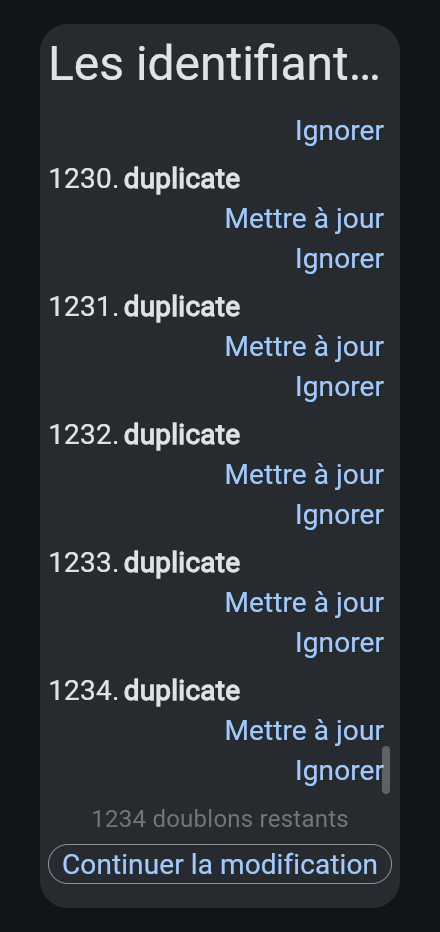 Les identifiant…
Ignorer
1230. duplicate
Mettre à jour
Ignorer
1231. duplicate
Mettre à jour
Ignorer
1232. duplicate
Mettre à jour
Ignorer
1233. duplicate
Mettre à jour
Ignorer
1234. duplicate
Mettre à jour
Ignorer
1234 doublons restants
Continuer la modification